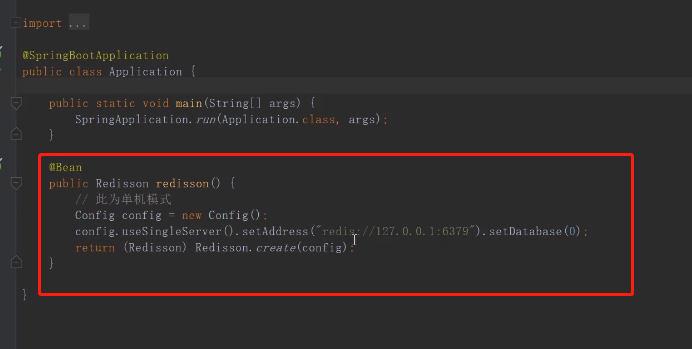 import ...
@SpringBootApplication
public class Application {
public static void main(String[] args) {
SpringApplication.run(Application.class, args);
}
@Bean
public Redisson redisson() {
// 此为单机模式
Config config = new Config();
config.useSingleServer().setAddress("redis://127.0.0.1:6379").setDatabase(0);
return (Redisson) Redisson.create(config);
}
}